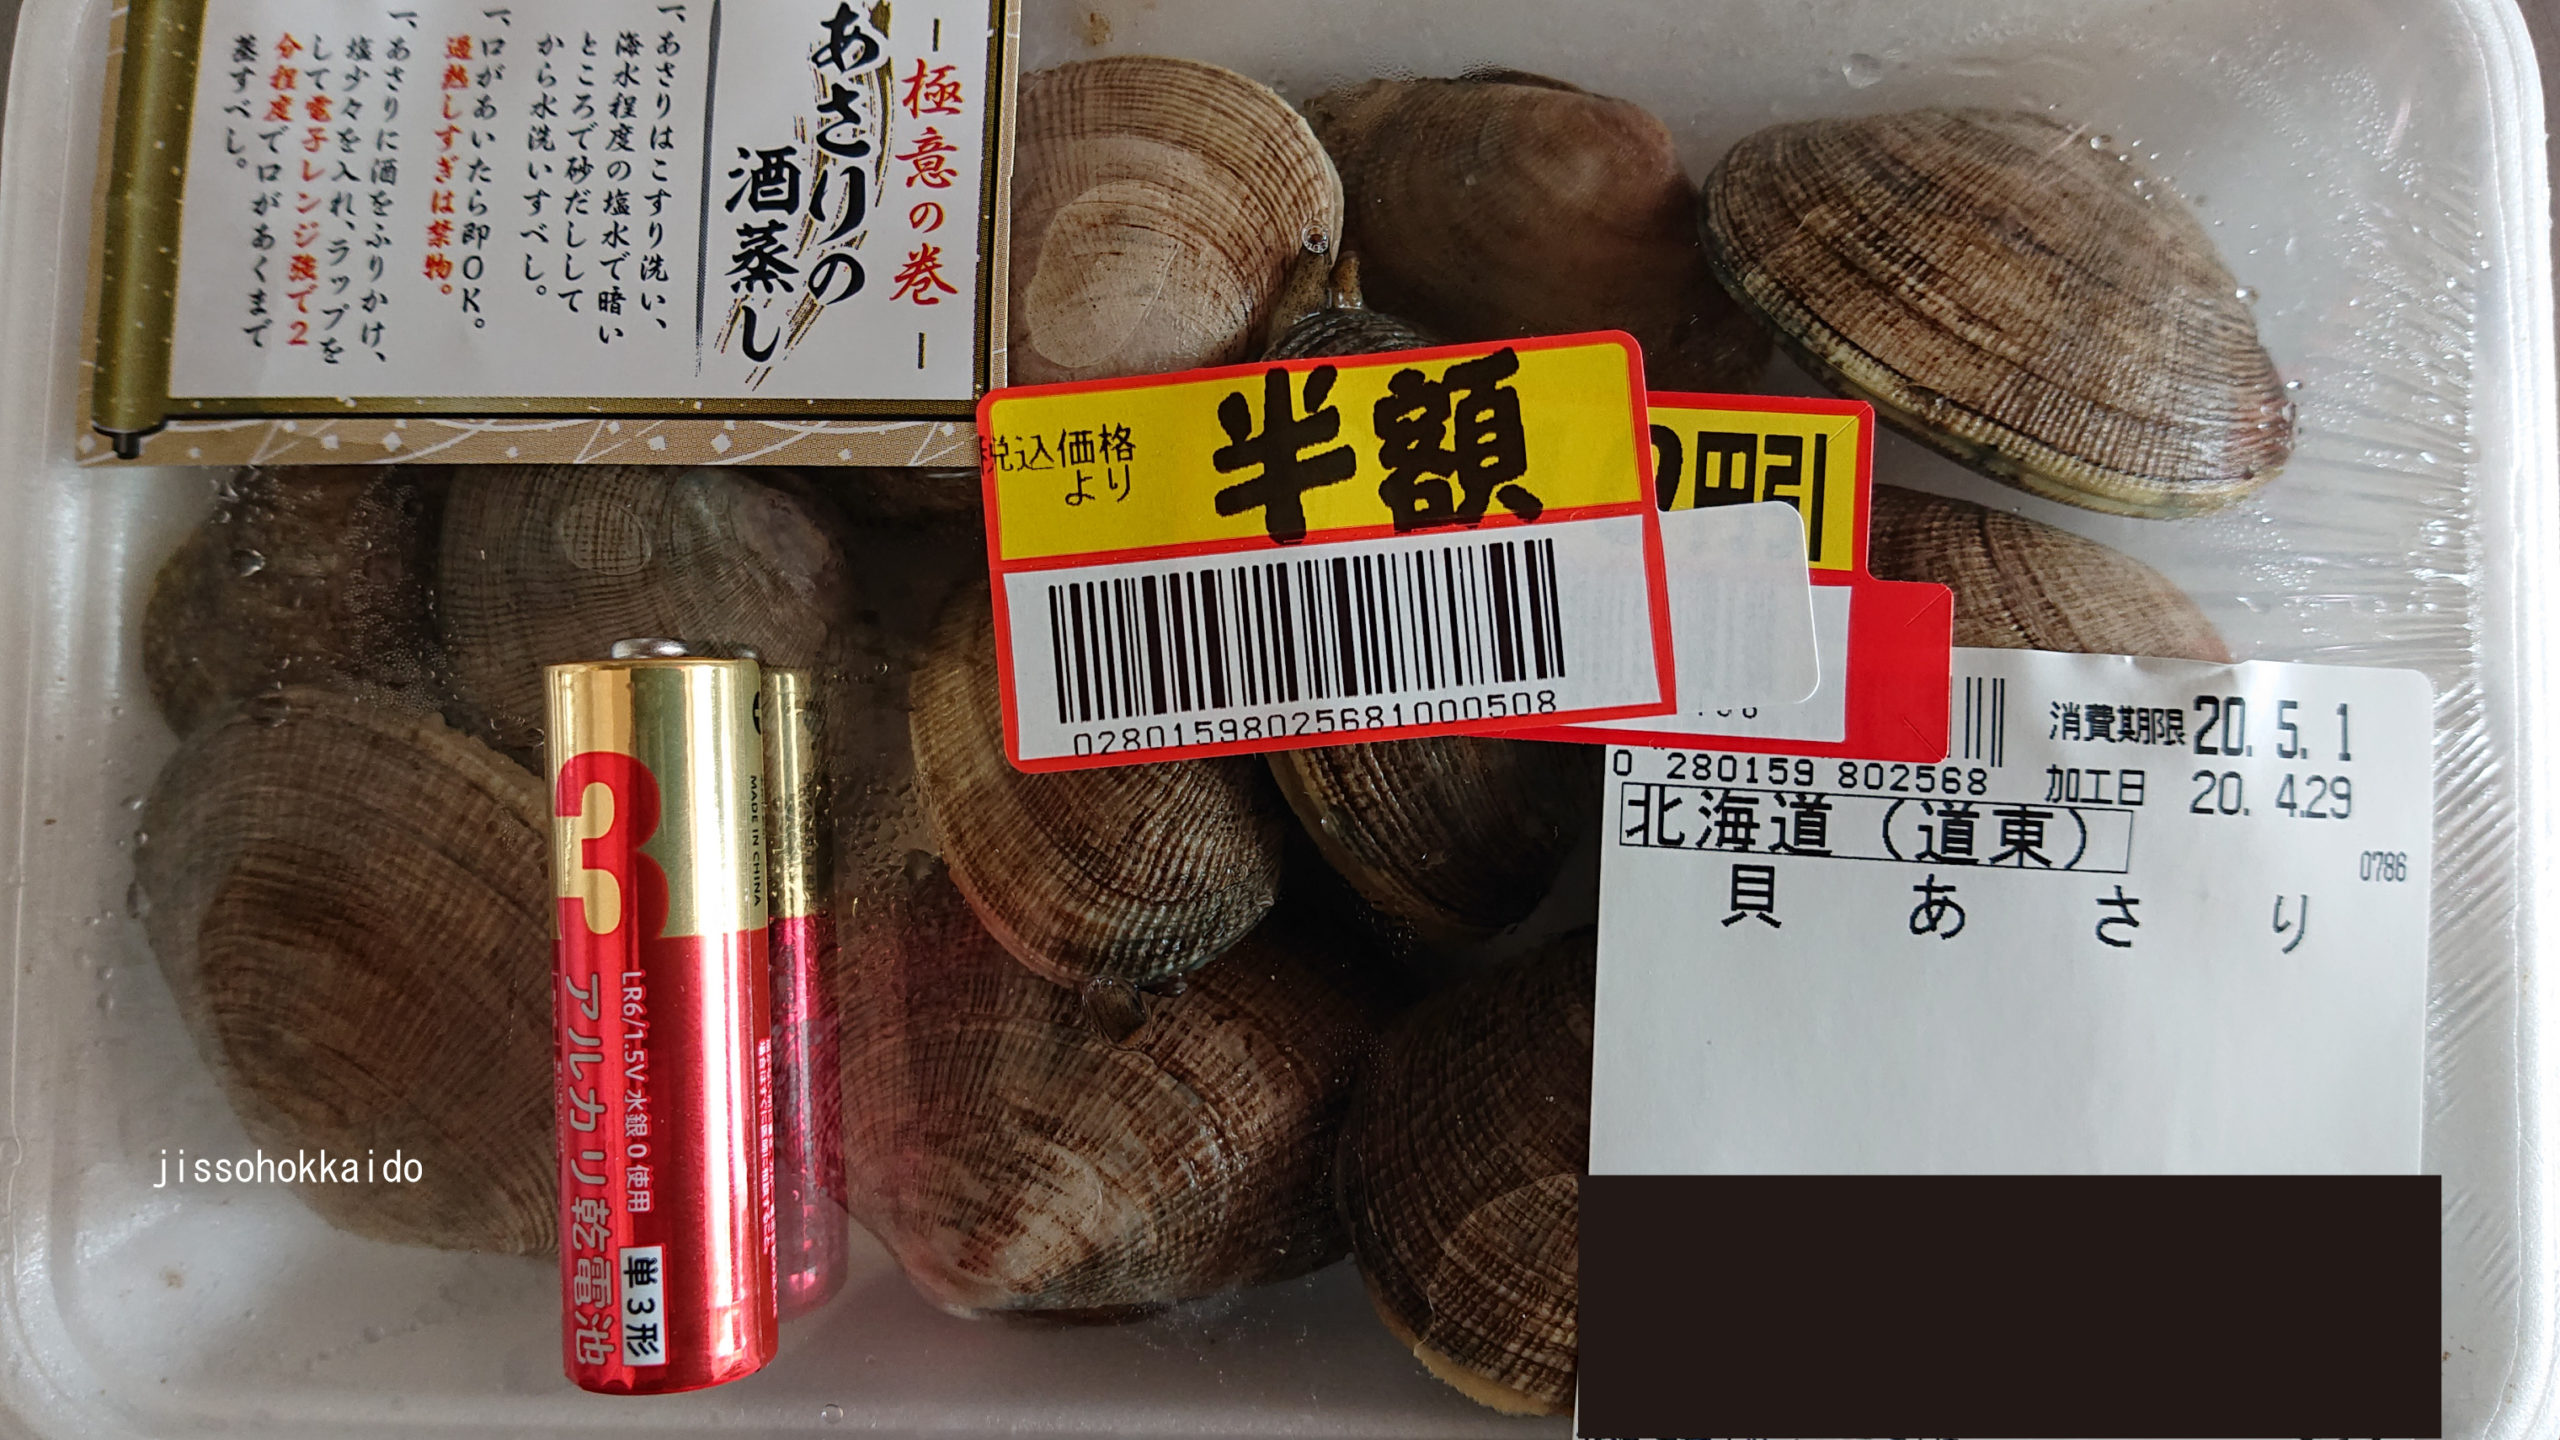 －極意の巻－
あさりの
酒蒸し
一、あさりはこすり洗い、
海水程度の塩水で暗い
ところで砂だしして
から水洗いすべし。
一、口があいたら即OK。
過熱しすぎは禁物。
一、あさりに酒をふりかけ、
塩少々を入れ、ラップを
して電子レンジ強で2
分程度で口があくまで
蒸すべし。
税込価格
より
半額
02801598025681000508
円引
消費期限 20. 5. 1
0 280159 802568
加工日 20. 4.29
北海道（道東）
0786
貝あさり
MADE IN CHINA
LR6/1.5V 水銀0使用
アルカリ乾電池
単3形
jissohokkaido